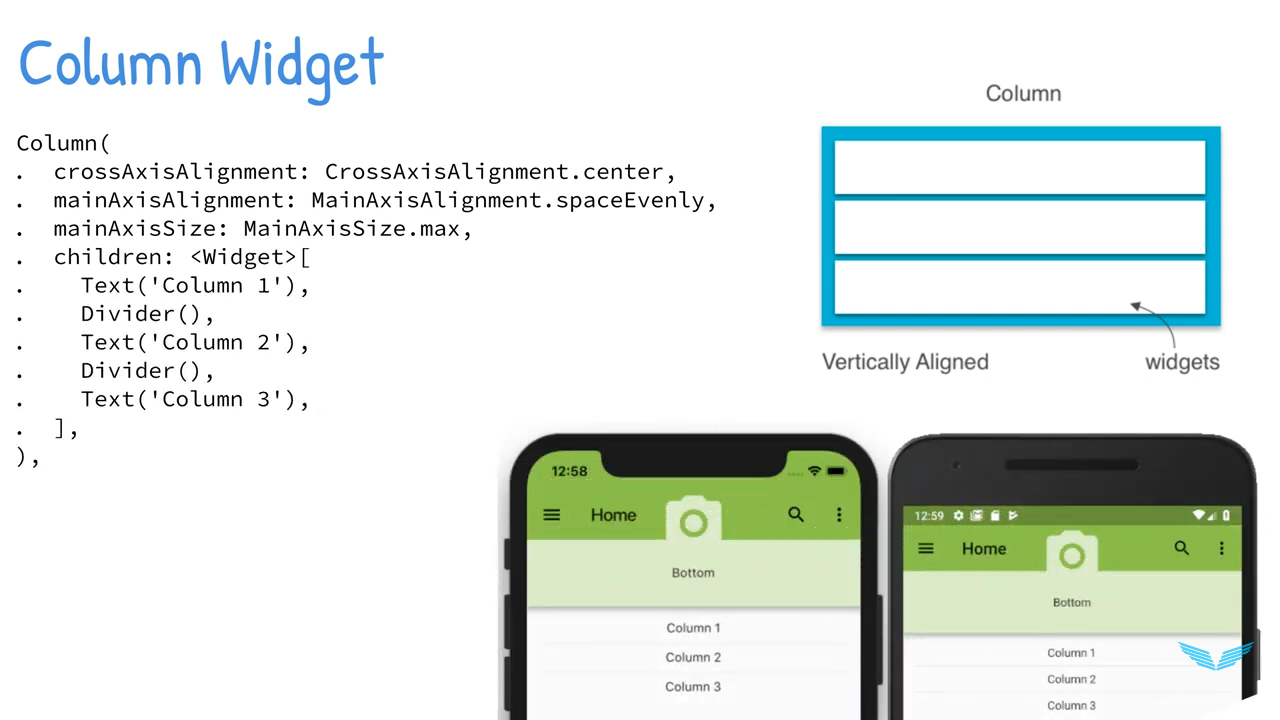 Column Widget
Column(
.  crossAxisAlignment: CrossAxisAlignment.center,
.  mainAxisAlignment: MainAxisAlignment.spaceEvenly,
.  mainAxisSize: MainAxisSize.max,
.  children: <Widget>[
.    Text('Column 1'),
.    Divider(),
.    Text('Column 2'),
.    Divider(),
.    Text('Column 3'),
.  ],
),
Column
Vertically Aligned
widgets
12:58
Home
Bottom
Column 1
Column 2
Column 3
12:59
Home
Bottom
Column 1
Column 2
Column 3